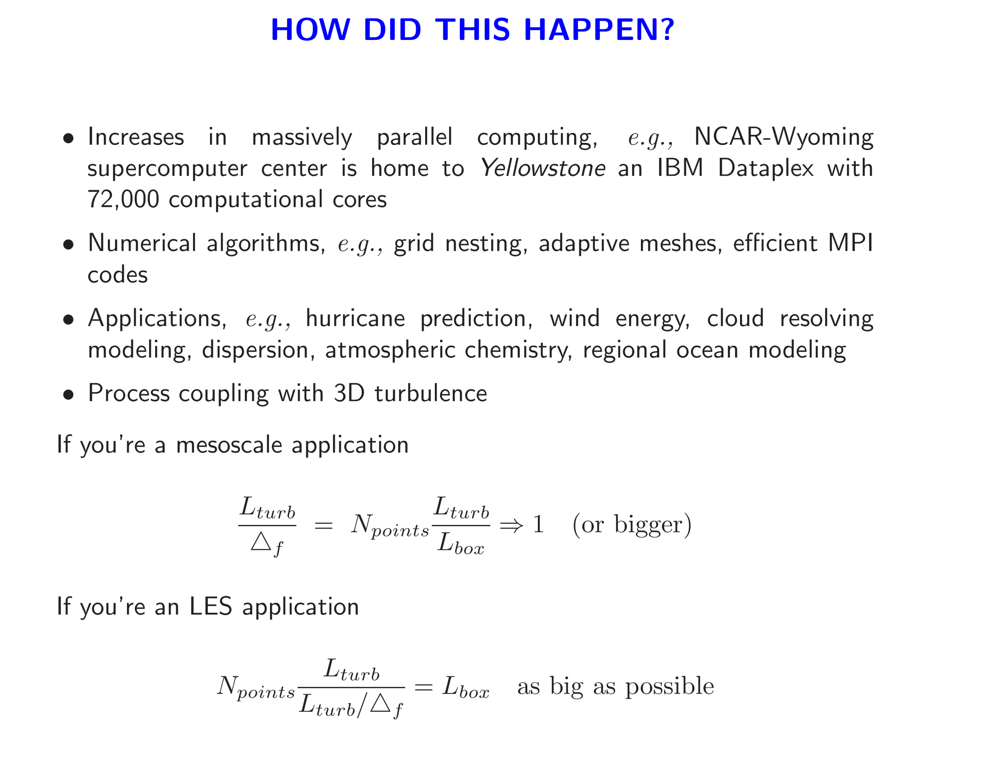 HOW DID THIS HAPPEN?
• Increases in massively parallel computing, e.g., NCAR-Wyoming
supercomputer center is home to Yellowstone an IBM Dataplex with
72,000 computational cores
• Numerical algorithms, e.g., grid nesting, adaptive meshes, efficient MPI
codes
• Applications, e.g., hurricane prediction, wind energy, cloud resolving
modeling, dispersion, atmospheric chemistry, regional ocean modeling
• Process coupling with 3D turbulence
If you're a mesoscale application
\frac{L_{turb}}{\triangle_f} = N_{points} \frac{L_{turb}}{L_{box}} \Rightarrow 1 (or bigger)
If you're an LES application
N_{points} \frac{L_{turb}}{L_{turb}/\triangle_f} = L_{box} as big as possible